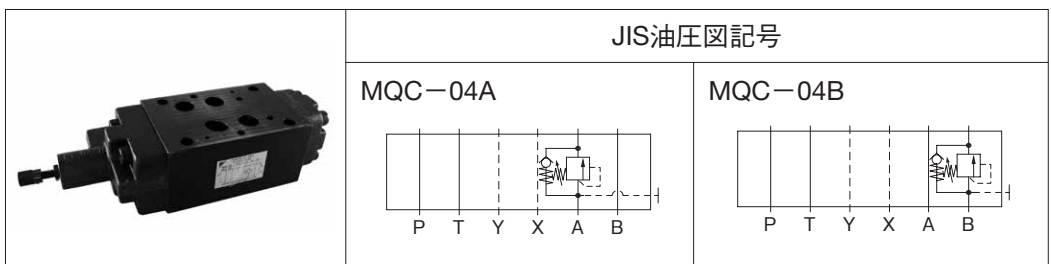 JIS油圧図記号
MQC－04A
MQC－04B
P T Y X A B
P T Y X A B